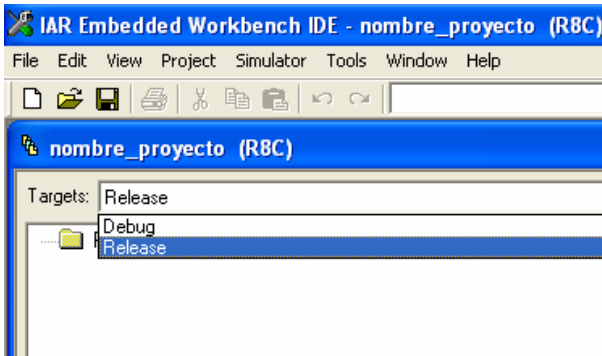 IAR Embedded Workbench IDE - nombre_proyecto (R8C)
File Edit View Project Simulator Tools Window Help
nombre_proyecto (R8C)
Targets: Release
Debug
Release